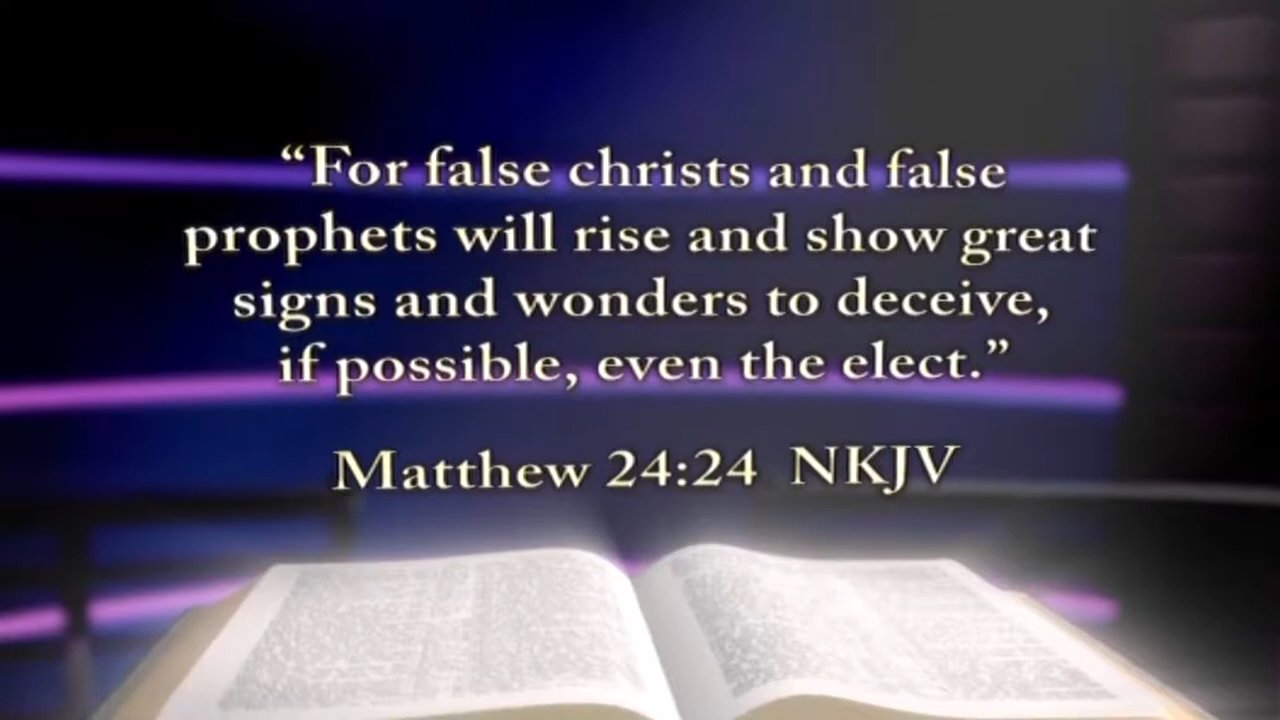 “For false christs and false
prophets will rise and show great
signs and wonders to deceive,
if possible, even the elect.”
Matthew 24:24 NKJV